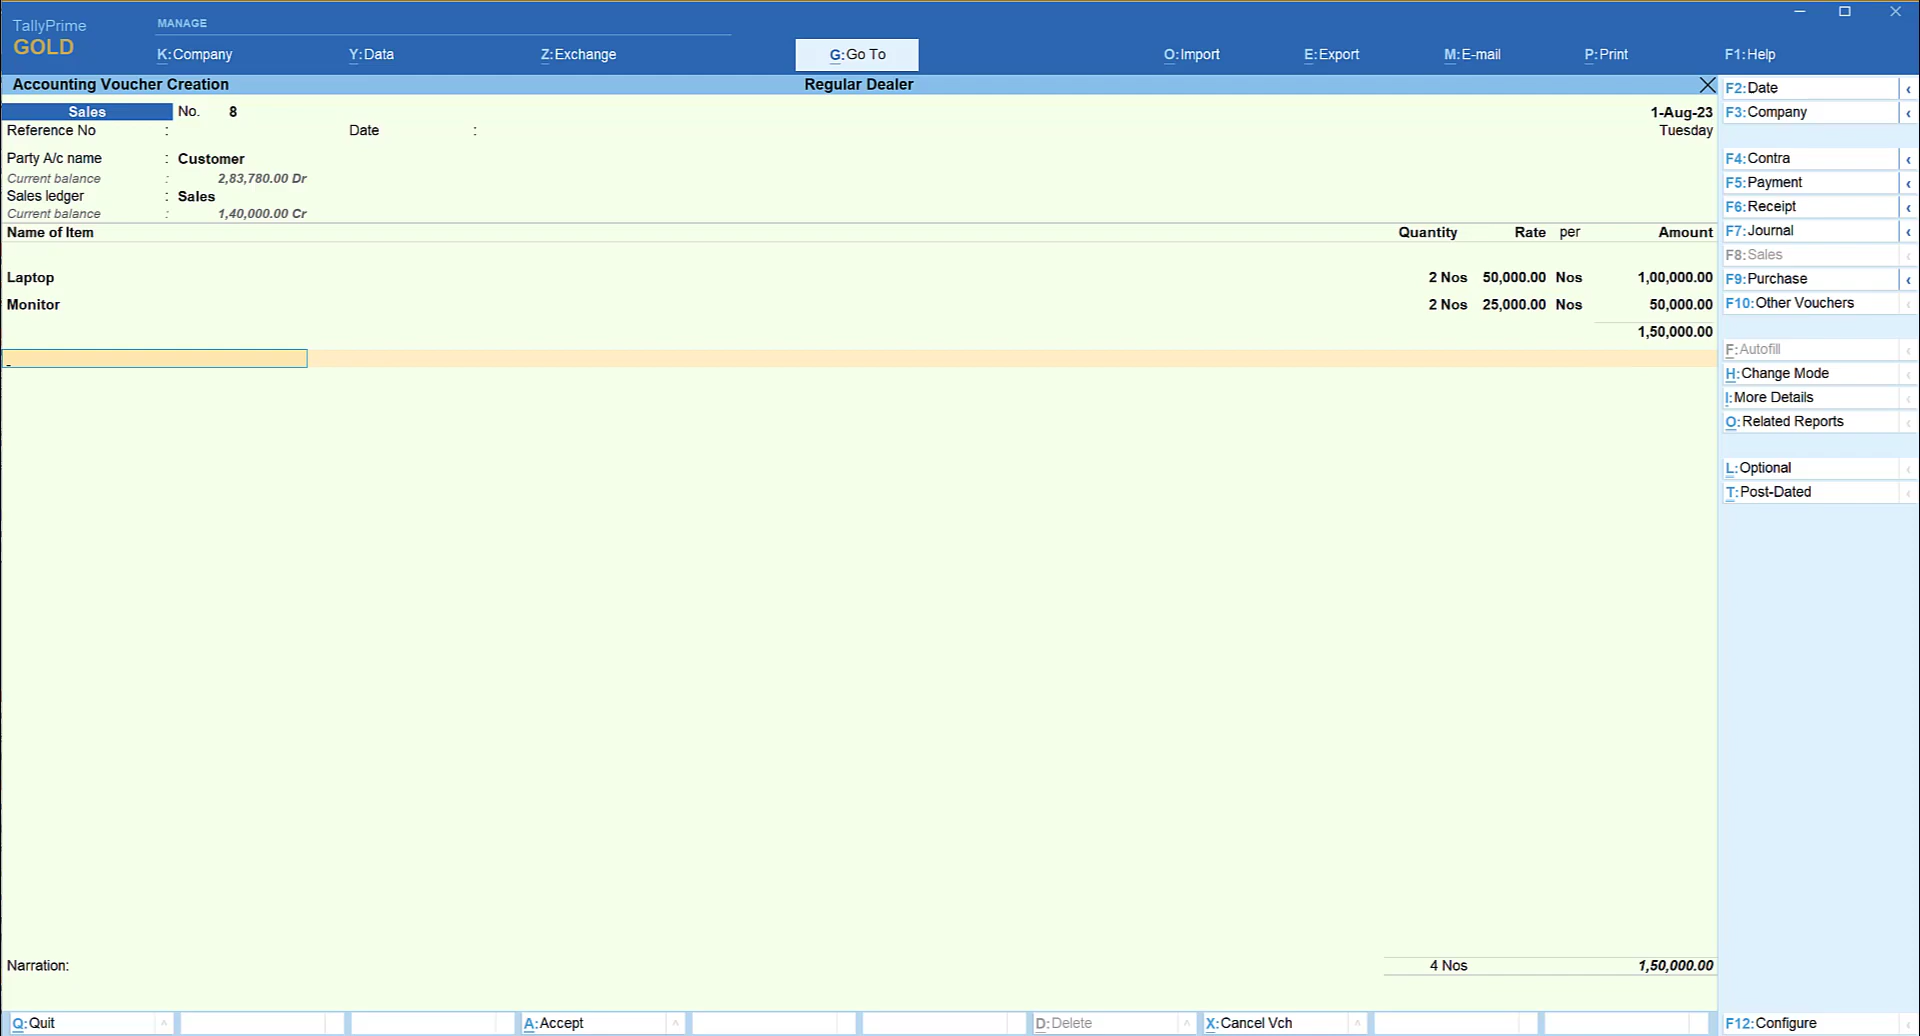 TallyPrime
GOLD
MANAGE
K:Company
Y:Data
Z:Exchange
G:Go To
O:Import
E:Export
M:E-mail
P:Print
F1:Help
Accounting Voucher Creation
Regular Dealer
Sales No. 8
1-Aug-23
Reference No : Date :
Tuesday
Party A/c name : Customer
Current balance : 2,83,780.00 Dr
Sales ledger : Sales
Current balance : 1,40,000.00 Cr
Name of Item Quantity Rate per Amount
Laptop 2 Nos 50,000.00 Nos 1,00,000.00
Monitor 2 Nos 25,000.00 Nos 50,000.00
1,50,000.00
Narration: 4 Nos 1,50,000.00
F2:Date
F3:Company
F4:Contra
F5:Payment
F6:Receipt
F7:Journal
F8:Sales
F9:Purchase
F10:Other Vouchers
F:Autofill
H:Change Mode
I:More Details
O:Related Reports
L:Optional
T:Post-Dated
Q:Quit
A:Accept
D:Delete
X:Cancel Vch
F12:Configure